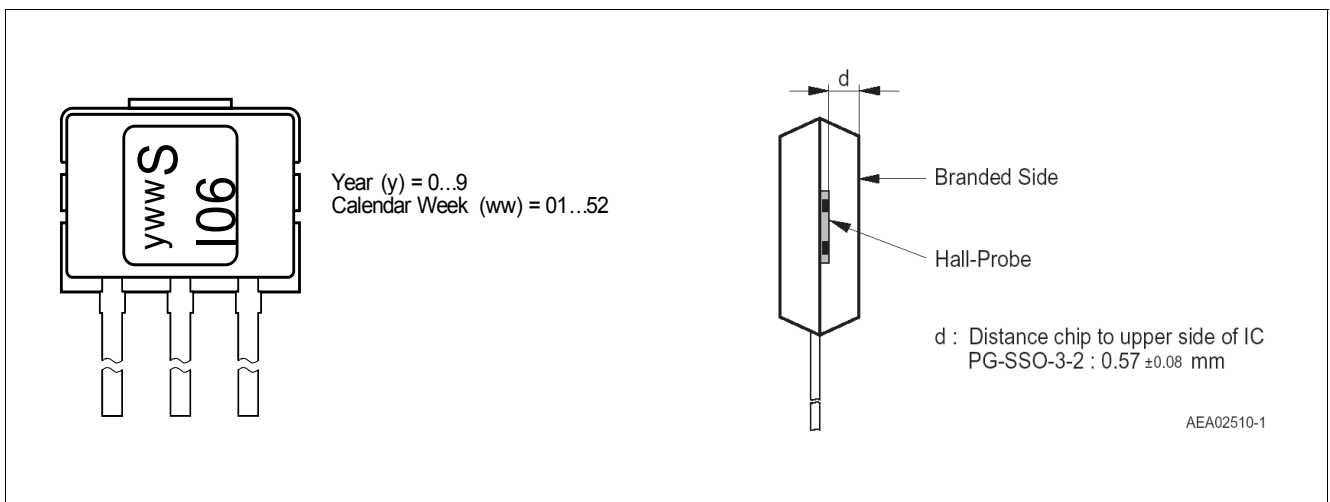 ywwS
I06
Year (y) = 0...9
Calendar Week (ww) = 01...52
d
Branded Side
Hall-Probe
d : Distance chip to upper side of IC
PG-SSO-3-2 : 0.57 ±0.08 mm
AEA02510-1